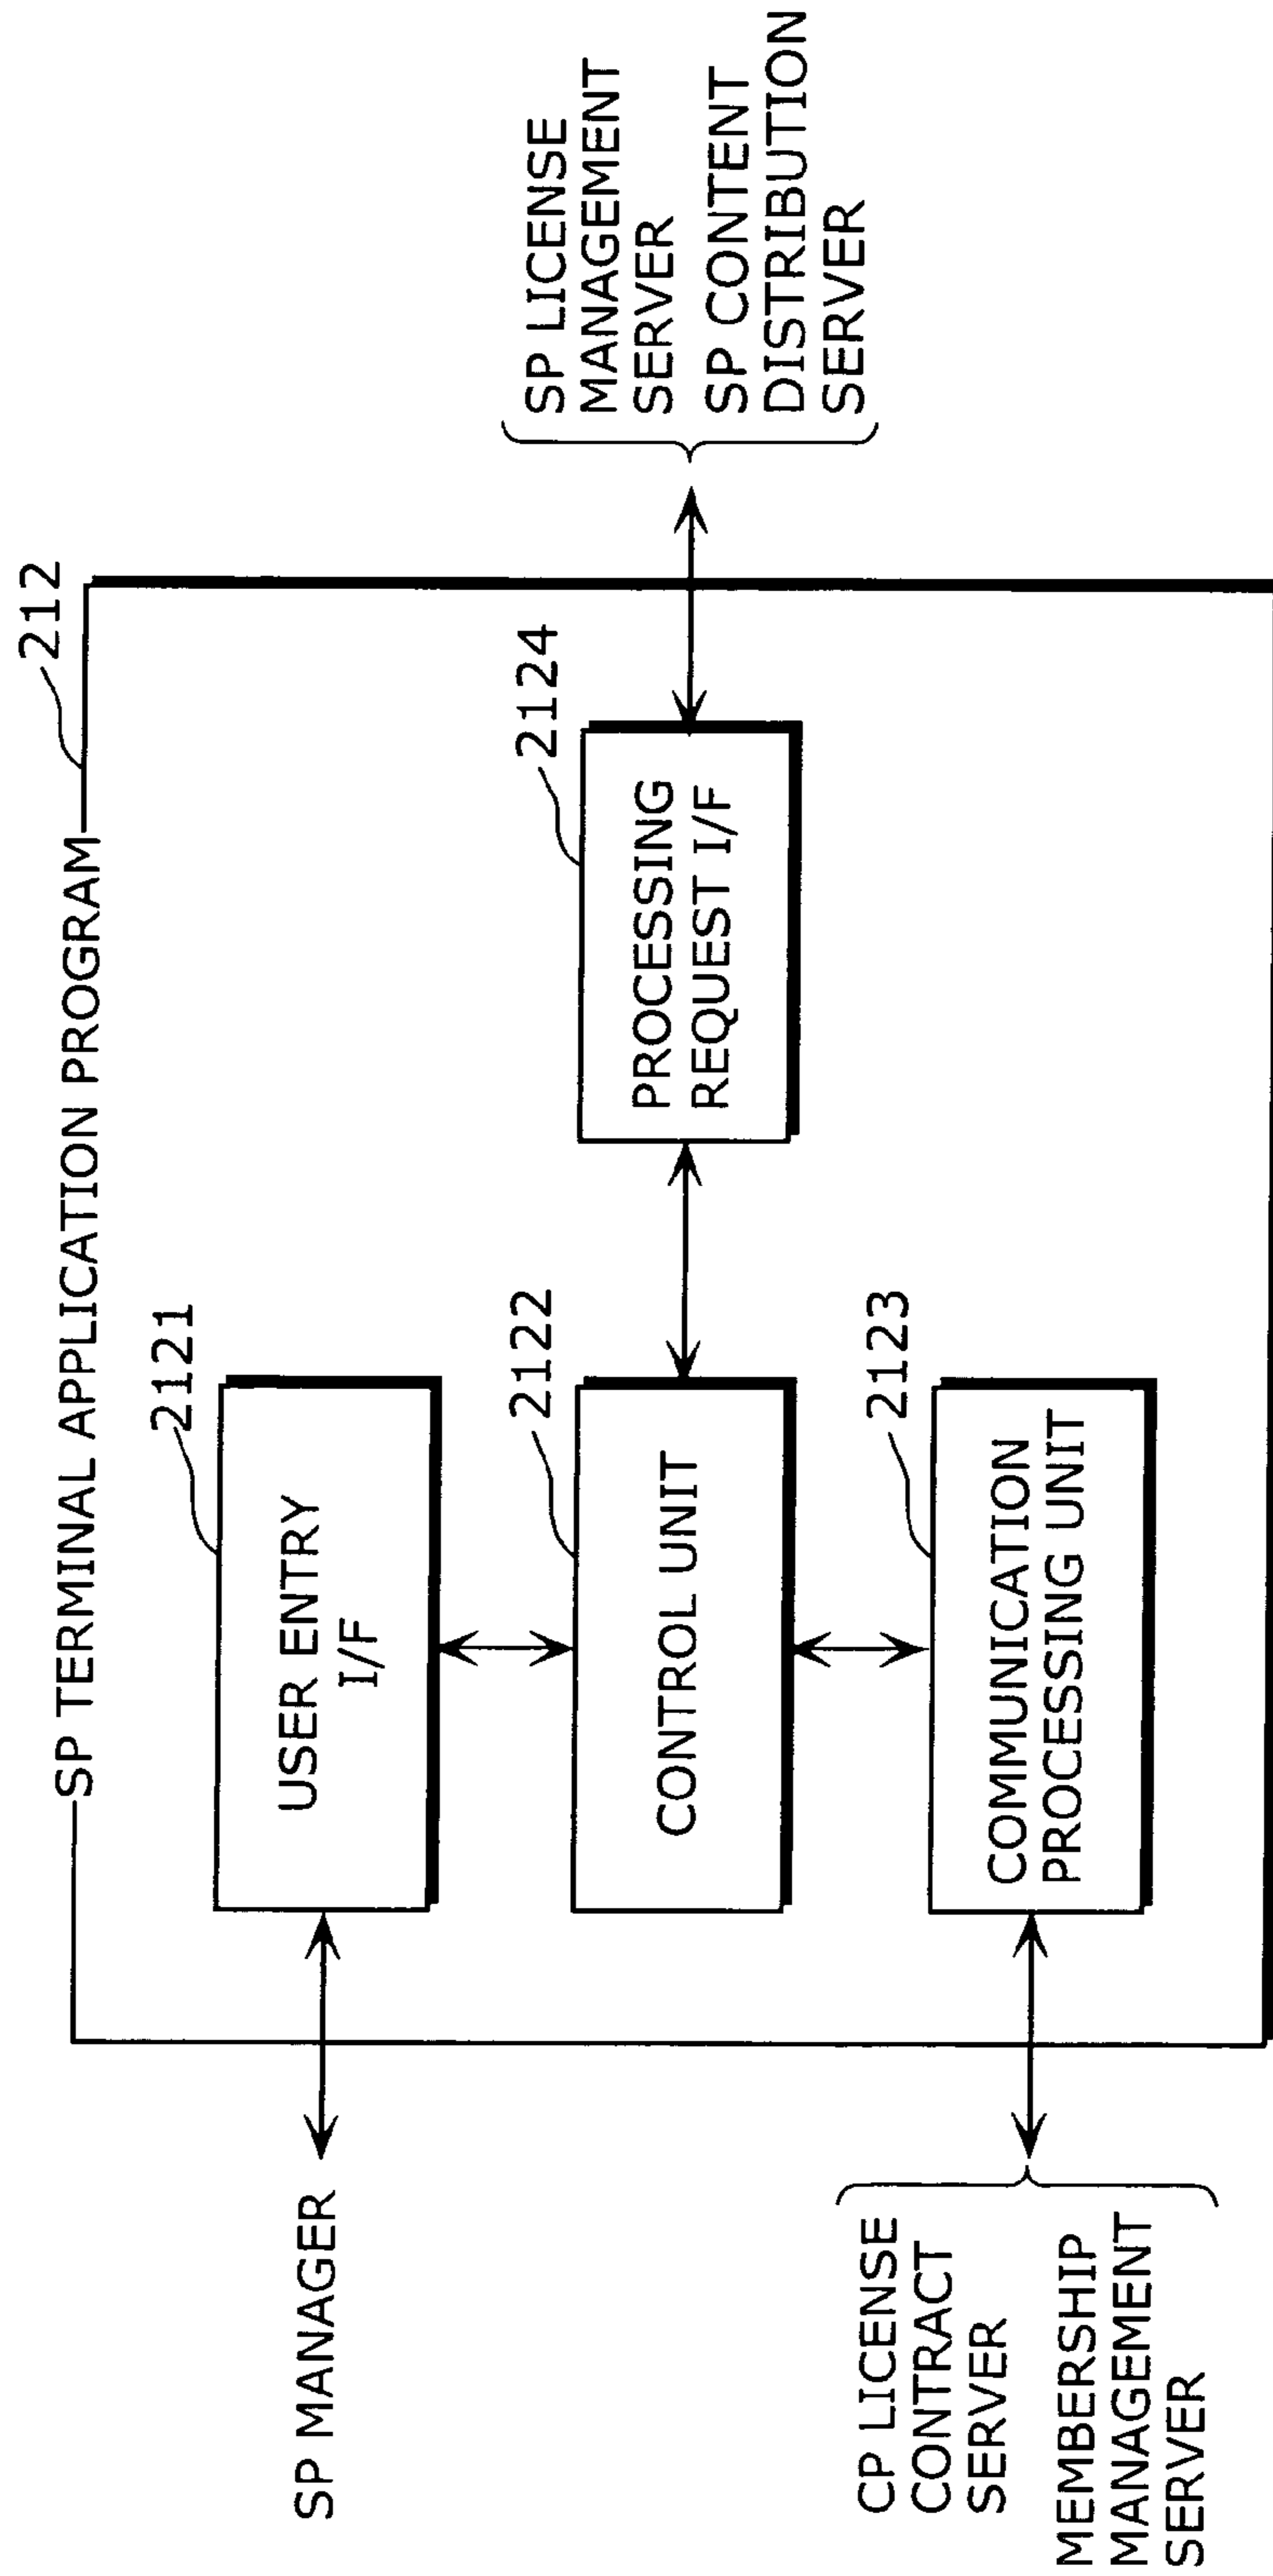 SP TERMINAL APPLICATION PROGRAM
212
SP MANAGER
2121
USER ENTRY
I/F
2122
CONTROL UNIT
2124
PROCESSING
REQUEST I/F
SP LICENSE
MANAGEMENT
SERVER
SP CONTENT
DISTRIBUTION
SERVER
CP LICENSE
CONTRACT
SERVER
MEMBERSHIP
MANAGEMENT
SERVER
2123
COMMUNICATION
PROCESSING UNIT